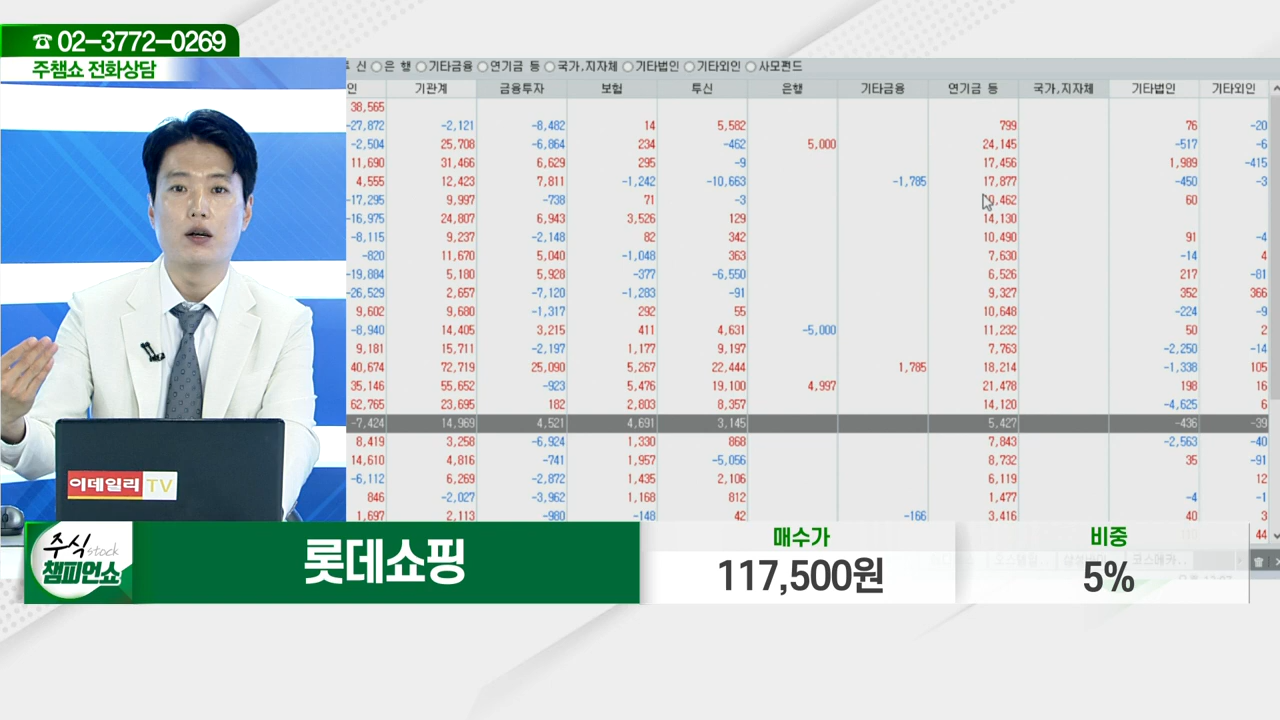 ☎ 02-3772-0269
주챔쇼 전화상담
신 ○은 행 ○기타금융 ○연기금 등 ○국가,지자체 ○기타법인 ○기타외인 ○사모펀드
인 기관계 금융투자 보험 투신 은행 기타금융 연기금 등 국가,지자체 기타법인 기타외인
38,565
-27,872 -2,121 -8,482 14 5,582 799 76 -20
-2,504 25,708 -6,864 234 -462 5,000 24,145 -517 -6
11,690 31,466 6,629 295 -9 17,456 1,989 -415
4,555 12,423 7,811 -1,242 -10,663 -1,785 17,877 -450 -3
-17,295 9,997 -738 71 -3 60
-16,975 24,807 6,943 3,526 129 14,130
-8,115 9,237 -2,148 82 342 10,490 91 -4
-820 11,670 5,040 -1,048 363 7,630 -14 4
-19,884 5,180 5,928 -377 -6,550 6,526 217 -81
-26,529 2,657 -7,120 -1,283 -91 9,327 352 366
9,602 9,680 -1,317 292 55 10,648 -224 -9
-8,940 14,405 3,215 411 4,631 -5,000 11,232 50 2
9,181 15,711 -2,197 1,177 9,197 7,763 -2,250 -14
40,674 72,719 25,090 5,267 22,444 1,785 18,214 -1,338 105
35,146 55,652 -923 5,476 19,100 4,997 21,478 198 16
62,765 23,695 182 2,803 8,357 14,120 -4,625 6
-7,424 14,969 4,521 4,691 3,145 5,427 -436 -39
8,419 3,258 -6,924 1,330 868 7,843 -2,563 -40
14,610 4,816 -741 1,957 -5,056 8,732 35 -91
-6,112 6,269 -2,872 1,435 2,106 6,119 12
846 -2,027 -3,962 1,168 812 1,477 -4 -1
1,697 2,113 -980 -148 42 -166 3,416 40 3
44
이데일리 TV
주식 stock
챔피언쇼
롯데쇼핑
매수가
117,500원
비중
5%